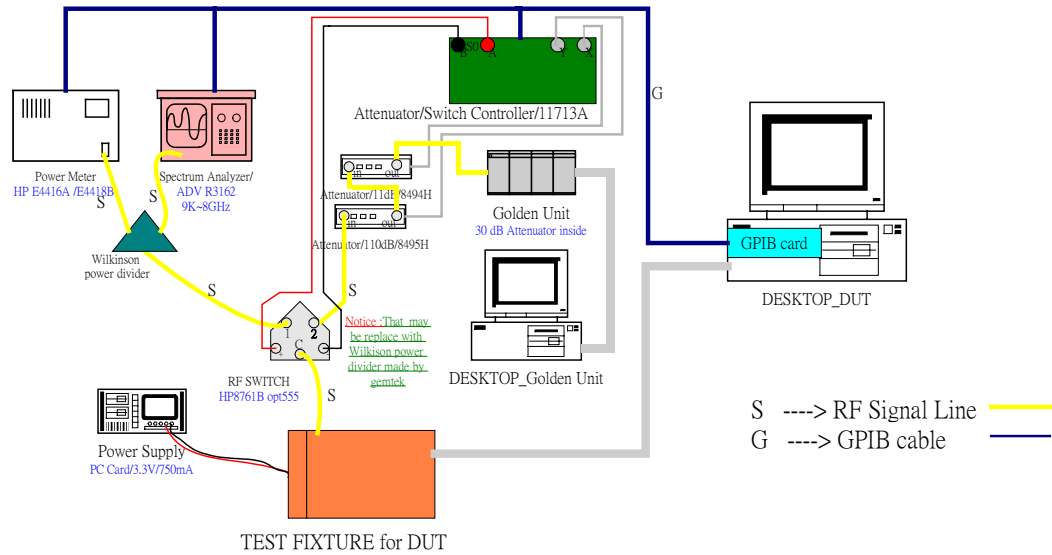 B
S0
A
Y
X
Attenuator/Switch Controller/11713A
G
Power Meter
HP E4416A /E4418B
Spectrum Analyzer/
ADV R3162
9K~8GHz
S
S
in
out
Attenuator/11dB/8494H
in
out
Attenuator/110dB/8495H
Golden Unit
30 dB Attenuator inside
GPIB card
DESKTOP_DUT
Wilkinson
power divider
S
S
1
2
C
+
Notice :That may
be replace with
Wilkison power
divider made by
gemtek
DESKTOP_Golden Unit
RF SWITCH
HP8761B opt555
S
Power Supply
PC Card/3.3V/750mA
S ----> RF Signal Line
G ----> GPIB cable
TEST FIXTURE for DUT